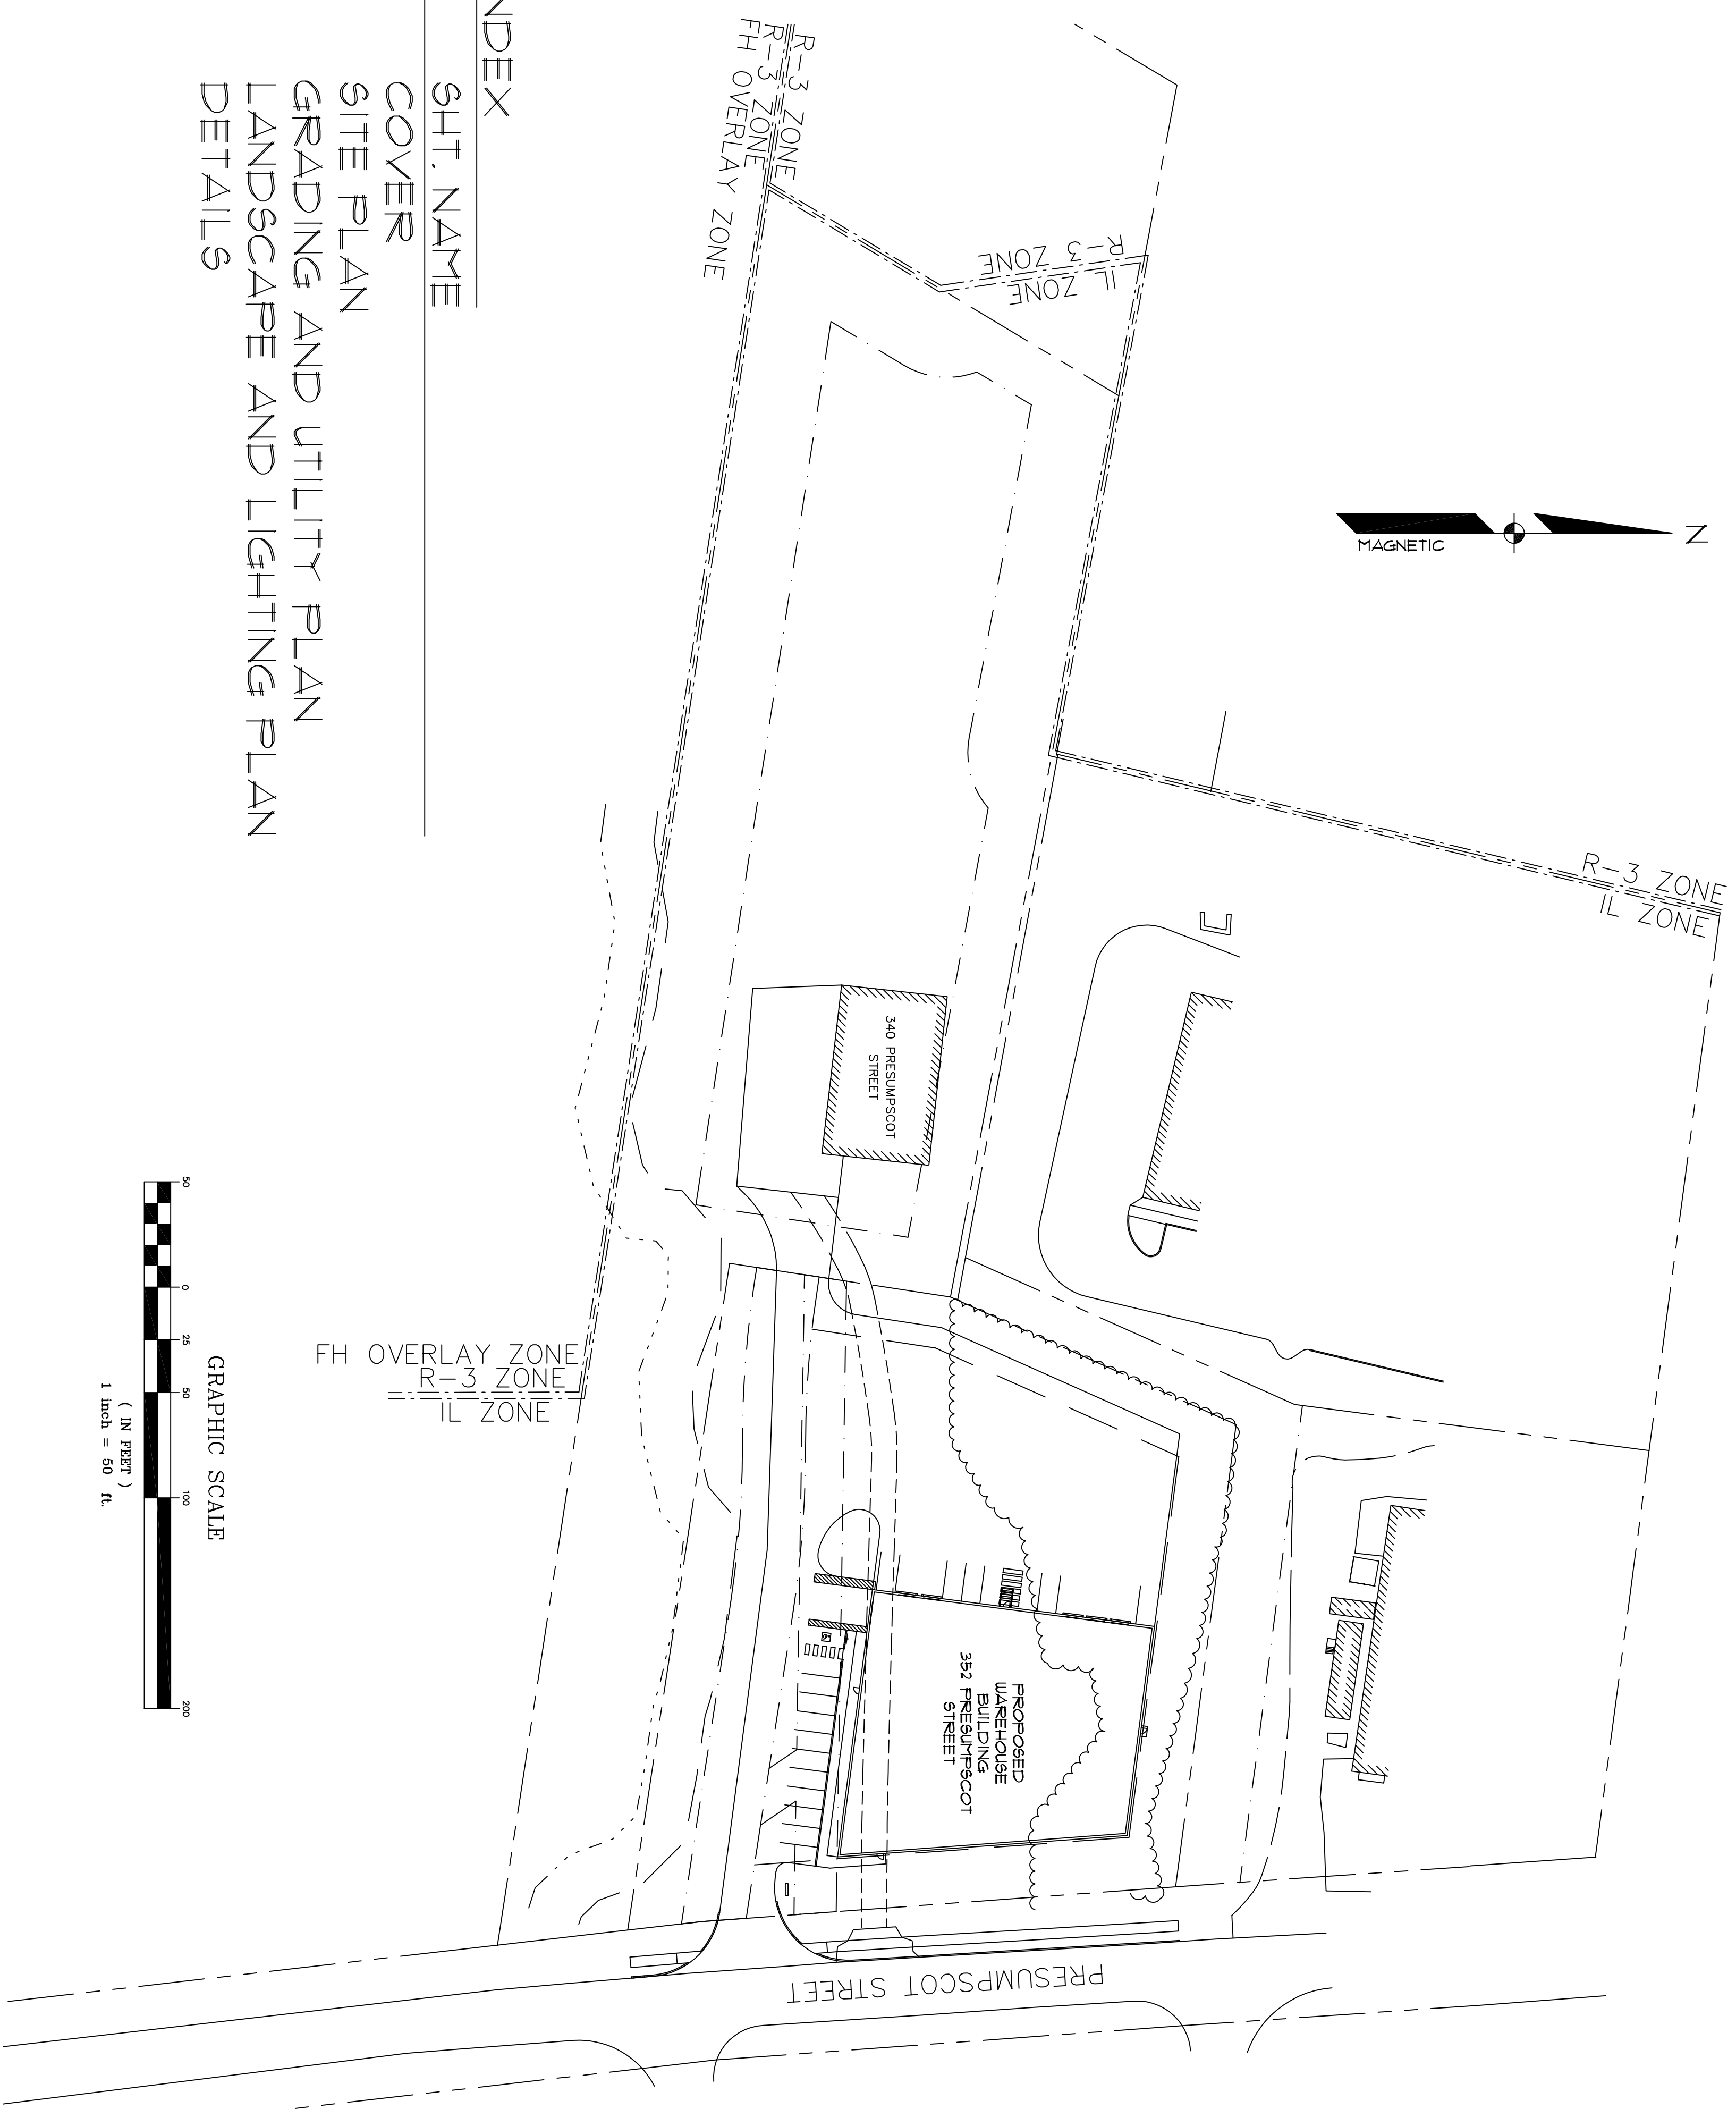 NDEX
SHT. NAME
COVER
SITE PLAN
GRADING AND UTILITY PLAN
LANDSCAPE AND LIGHTING PLAN
DETAILS
R-3 ZONE
R-3 ZONE
FH OVERLAY ZONE
R-3 ZONE
IL ZONE
MAGNETIC
N
R-3 ZONE
IL ZONE
340 PRESUMPSCOT
STREET
FH OVERLAY ZONE
R-3 ZONE
IL ZONE
PROPOSED
WAREHOUSE
BUILDING
352 PRESUMPSCOT
STREET
PRESUMPSCOT STREET
GRAPHIC SCALE
50 0 25 50 100 200
( IN FEET )
1 inch = 50 ft.